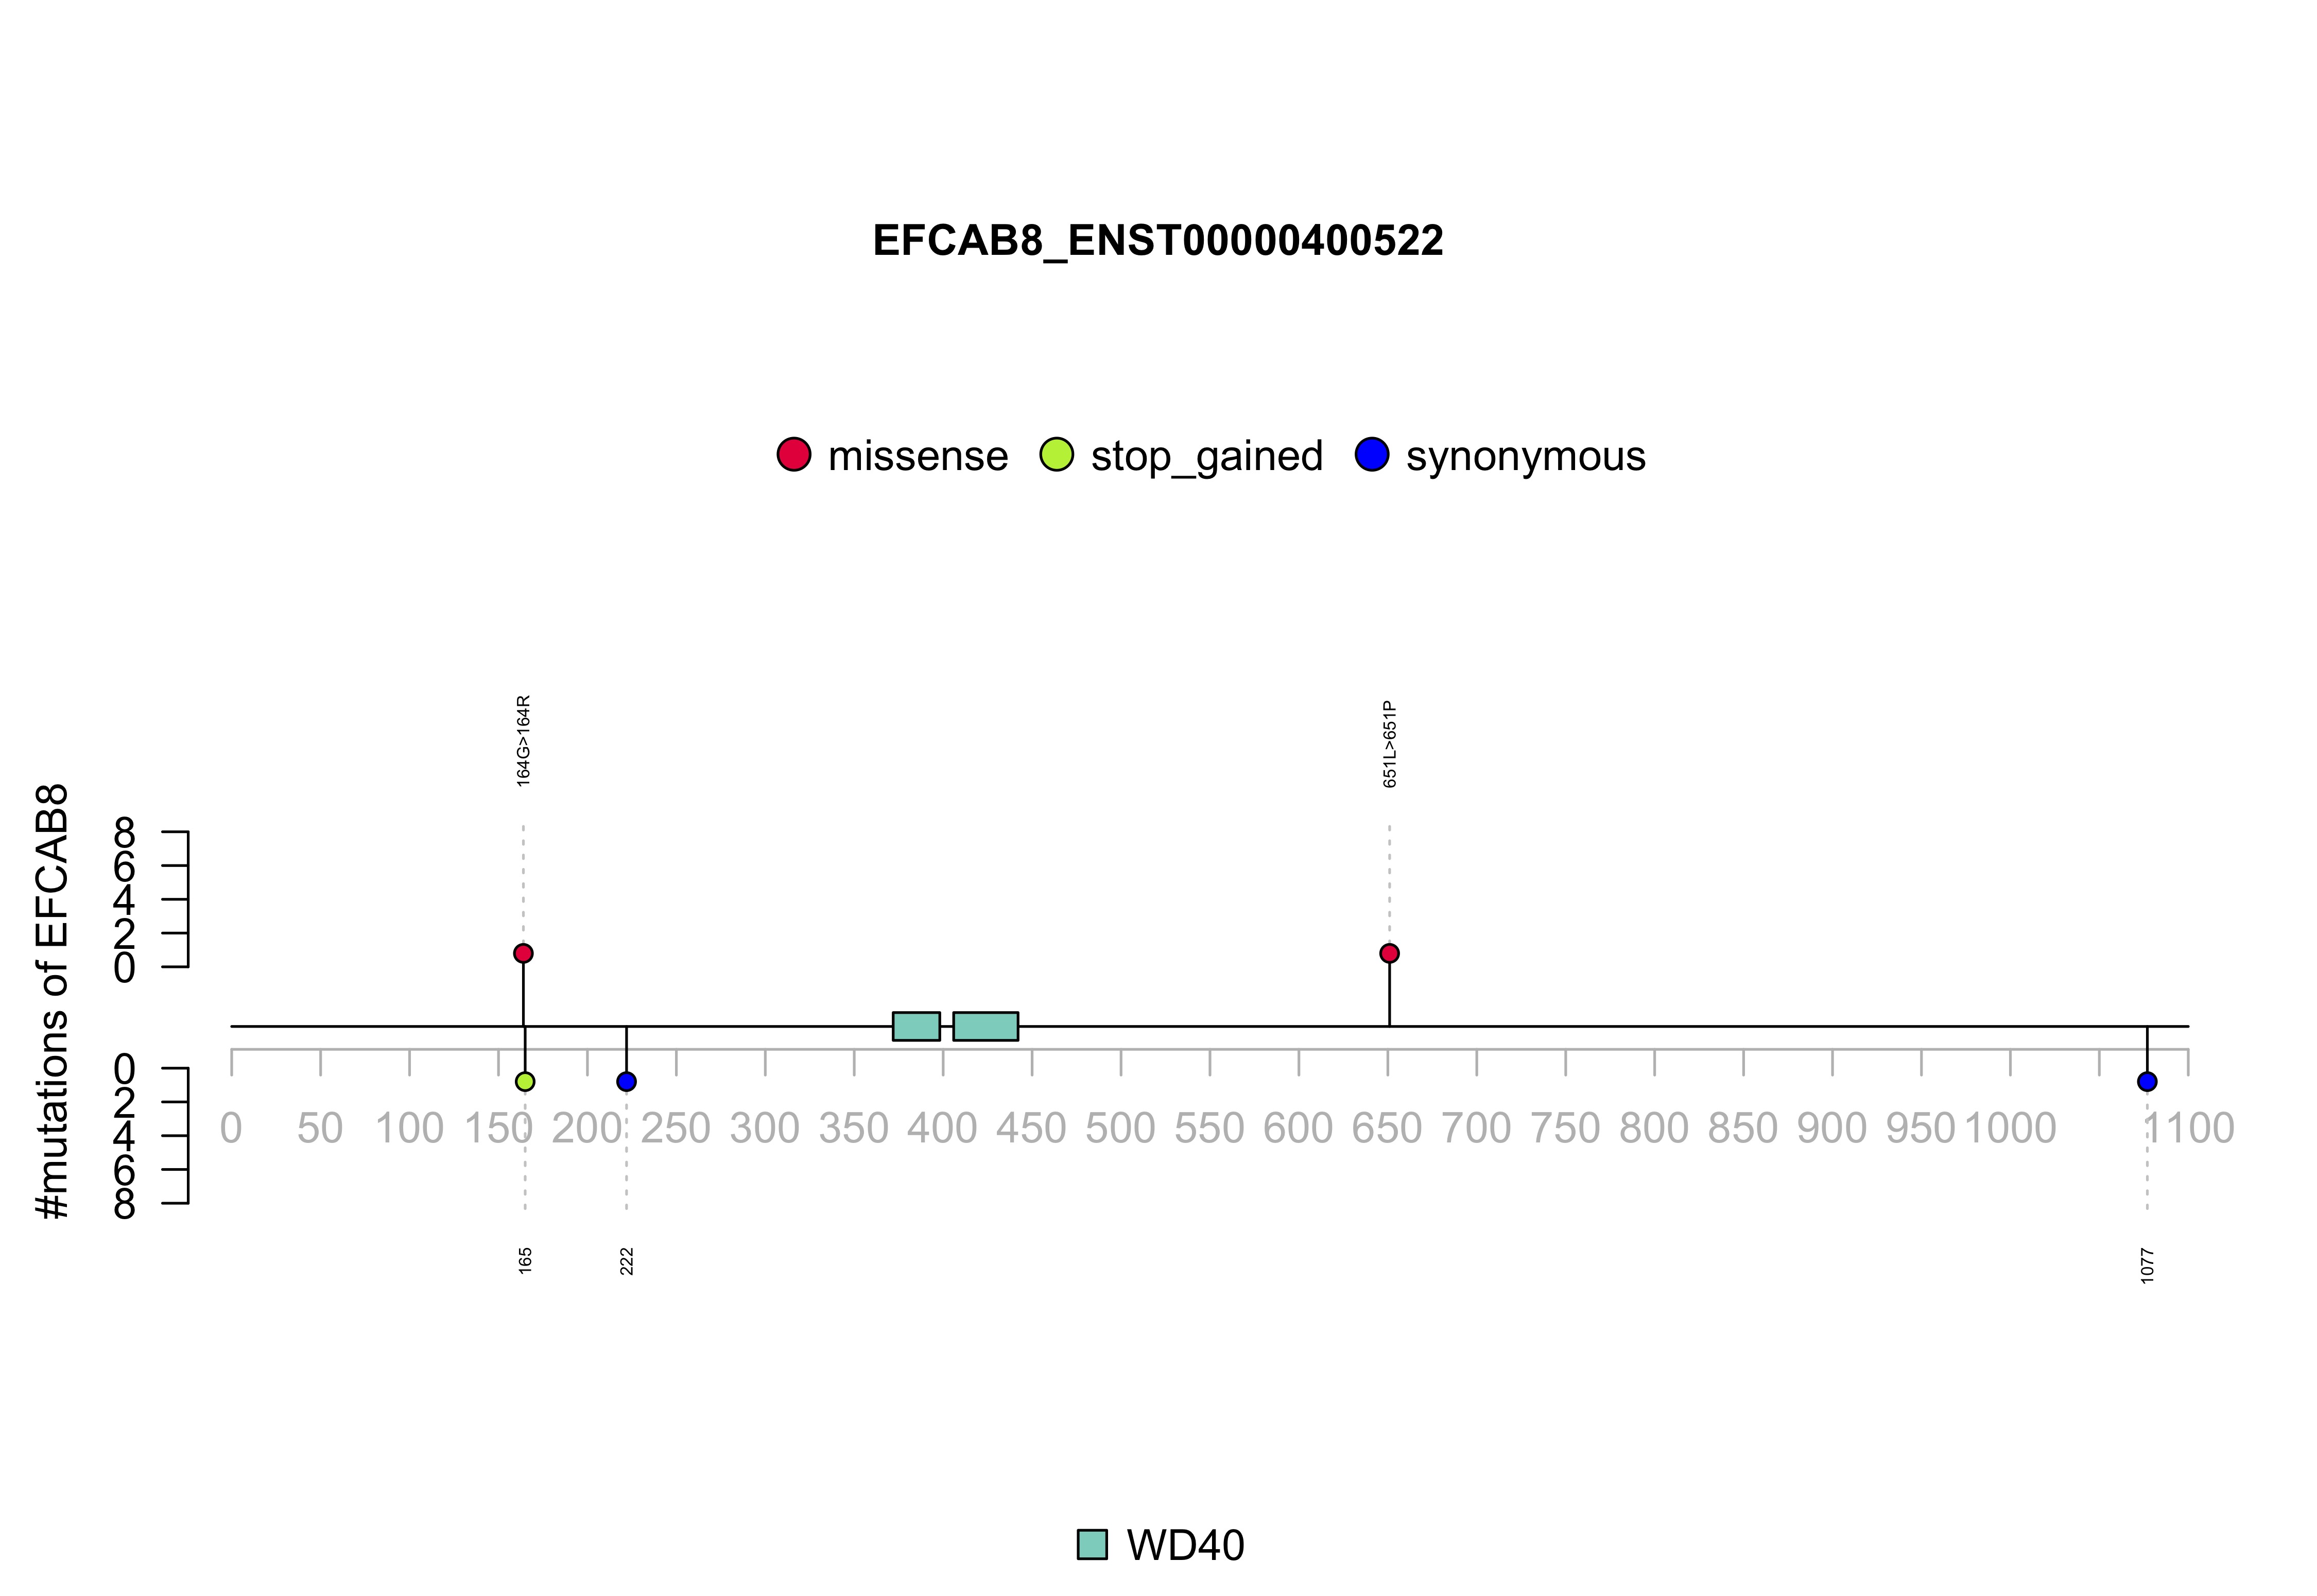 EFCAB8_ENST00000400522
missense stop_gained synonymous
164G>164R
651L>651P
#mutations of EFCAB8
8
6
4
2
0
0
2
4
6
8
0 50 100 150 200 250 300 350 400 450 500 550 600 650 700 750 800 850 900 950 1000 1100
165
222
1077
WD40